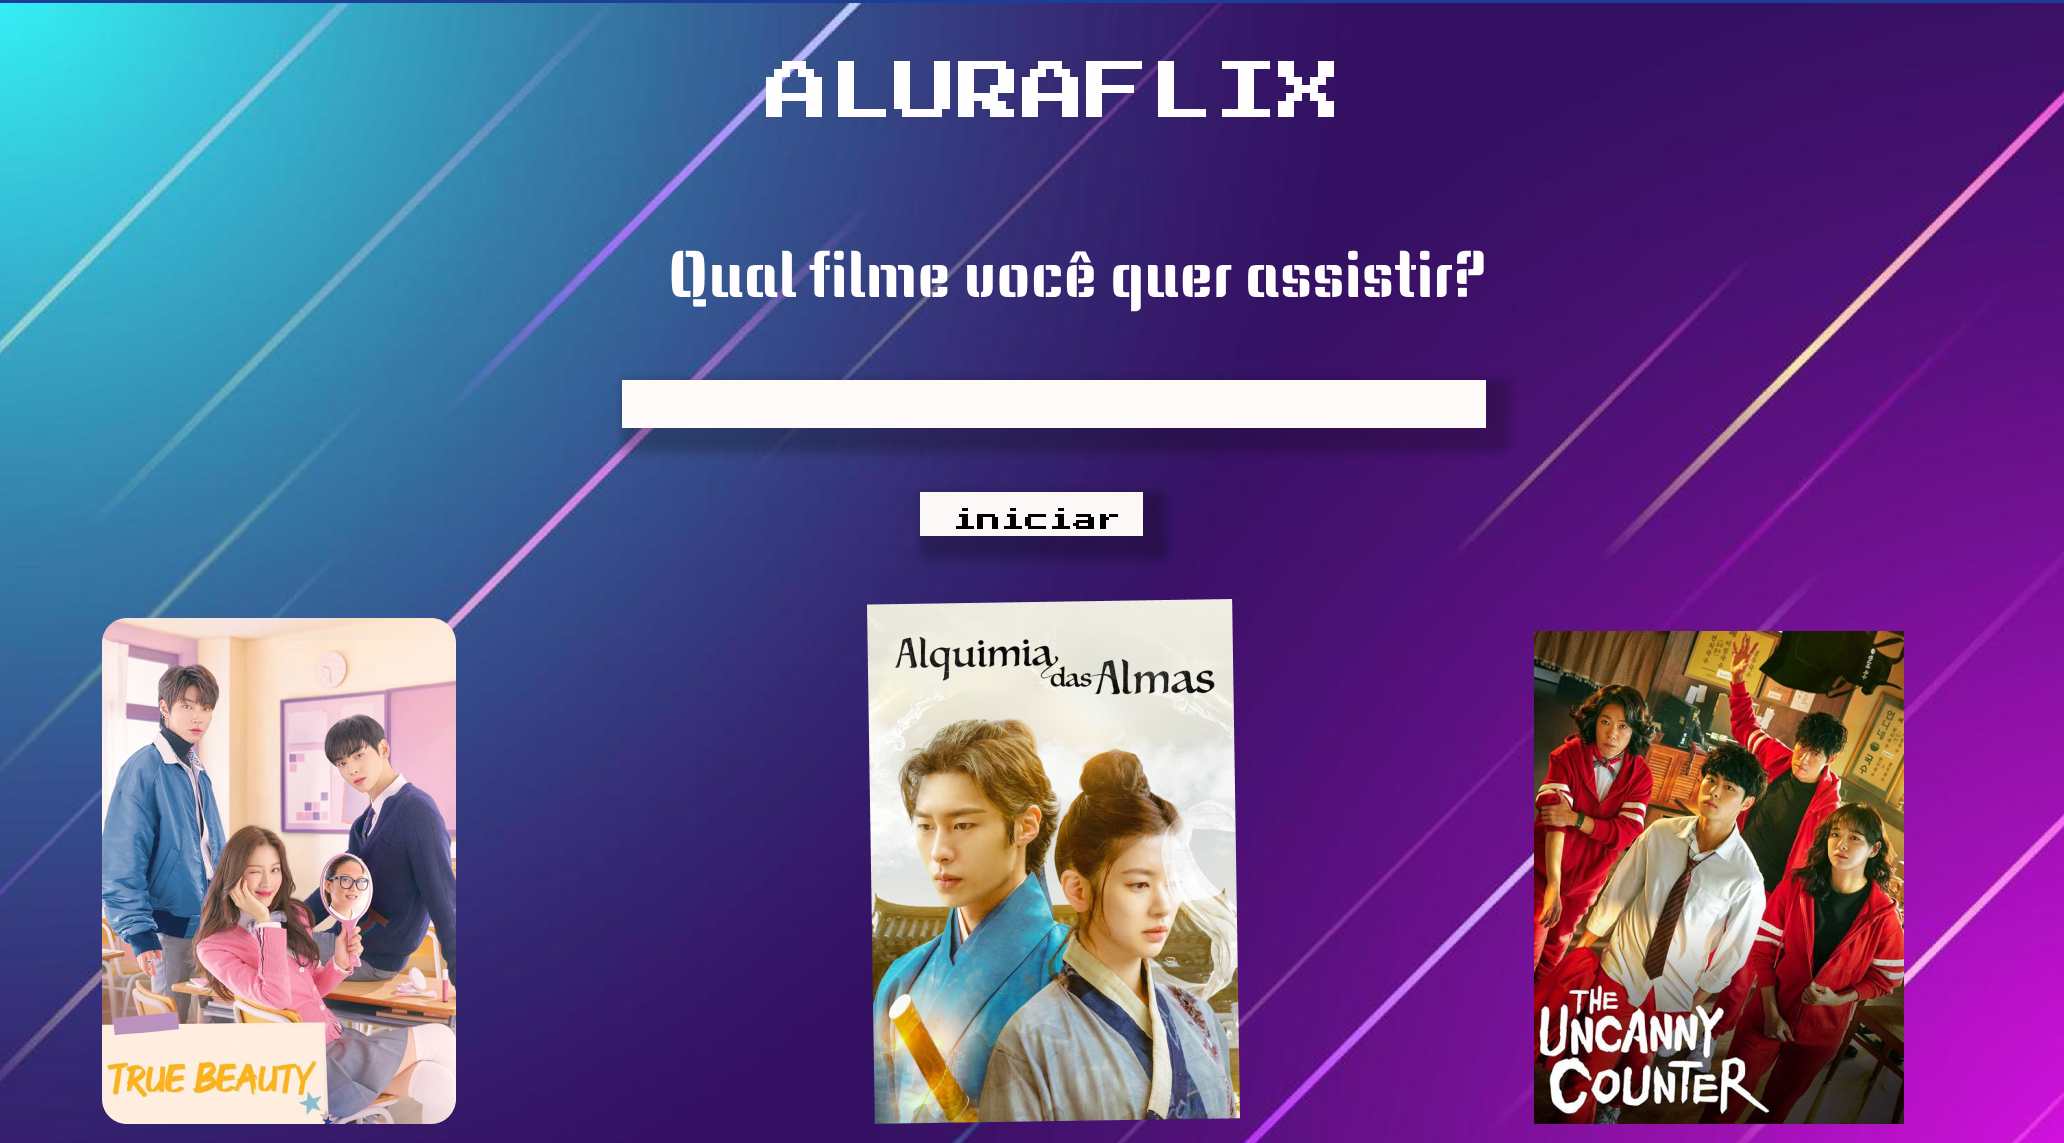 ALURAFLIX
Qual filme você quer assistir?
iniciar
Alquimia
das Almas
TRUE BEAUTY
THE
UNCANNY
COUNTER